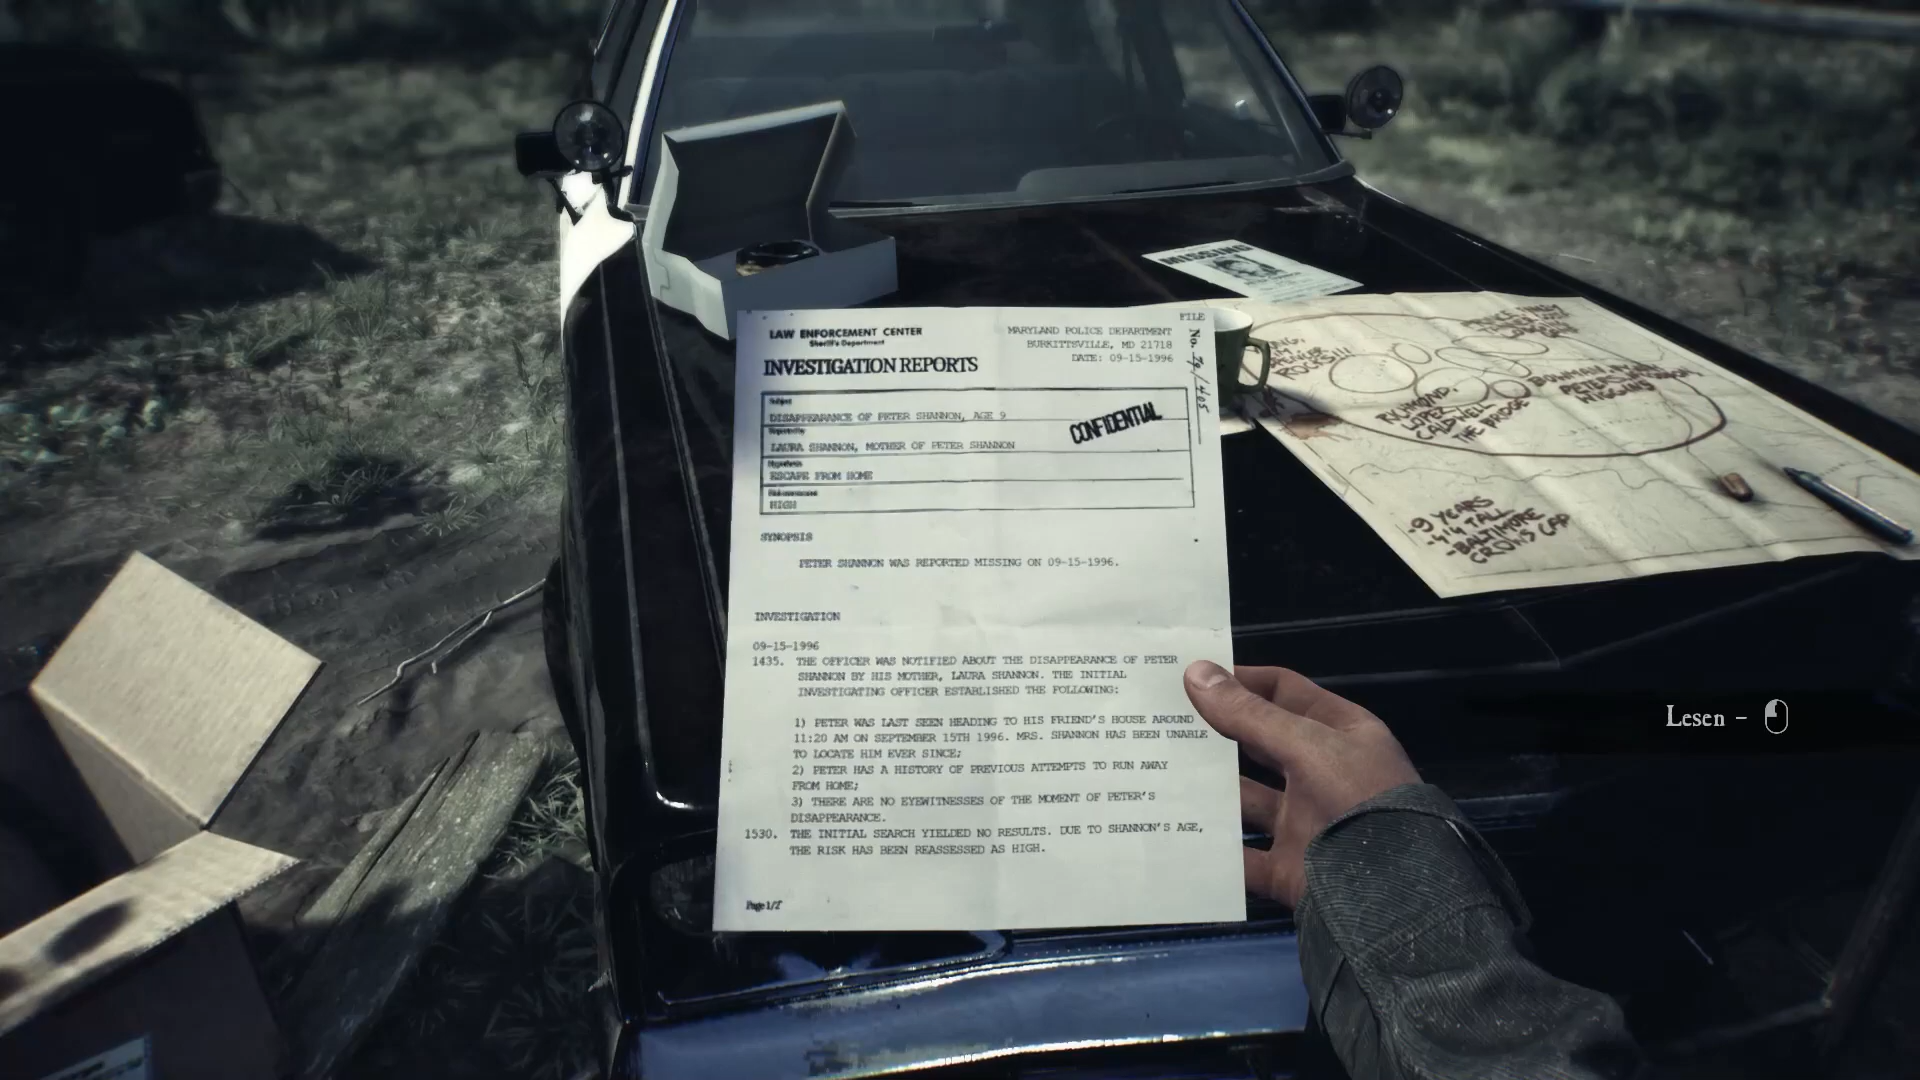 MISSING
LAW ENFORCEMENT CENTER
Sheriff's Department
INVESTIGATION REPORTS
MARYLAND POLICE DEPARTMENT
BURKITTSVILLE, MD 21718
DATE: 09-15-1996
FILE
No.
Subject
DISAPPEARANCE OF PETER SHANNON, AGE 9
CONFIDENTIAL
LAURA SHANNON, MOTHER OF PETER SHANNON
Hypothesis
ESCAPE FROM HOME
HIGH
SYNOPSIS
PETER SHANNON WAS REPORTED MISSING ON 09-15-1996.
INVESTIGATION
09-15-1996
1435. THE OFFICER WAS NOTIFIED ABOUT THE DISAPPEARANCE OF PETER
SHANNON BY HIS MOTHER, LAURA SHANNON. THE INITIAL
INVESTIGATING OFFICER ESTABLISHED THE FOLLOWING:
1) PETER WAS LAST SEEN HEADING TO HIS FRIEND'S HOUSE AROUND
11:20 AM ON SEPTEMBER 15TH 1996. MRS. SHANNON HAS BEEN UNABLE
TO LOCATE HIM EVER SINCE;
2) PETER HAS A HISTORY OF PREVIOUS ATTEMPTS TO RUN AWAY
FROM HOME;
3) THERE ARE NO EYEWITNESSES OF THE MOMENT OF PETER'S
DISAPPEARANCE.
1530. THE INITIAL SEARCH YIELDED NO RESULTS. DUE TO SHANNON'S AGE,
THE RISK HAS BEEN REASSESSED AS HIGH.
Page 1/2
ROCKS!!!
RICHMOND,
LOPEZ
CALDWELL
THE BRIDGE
BOWMAN,
WIGGINS
-9 YEARS
-4'4 TALL
-BALTIMORE
CROWS CAP
Lesen -